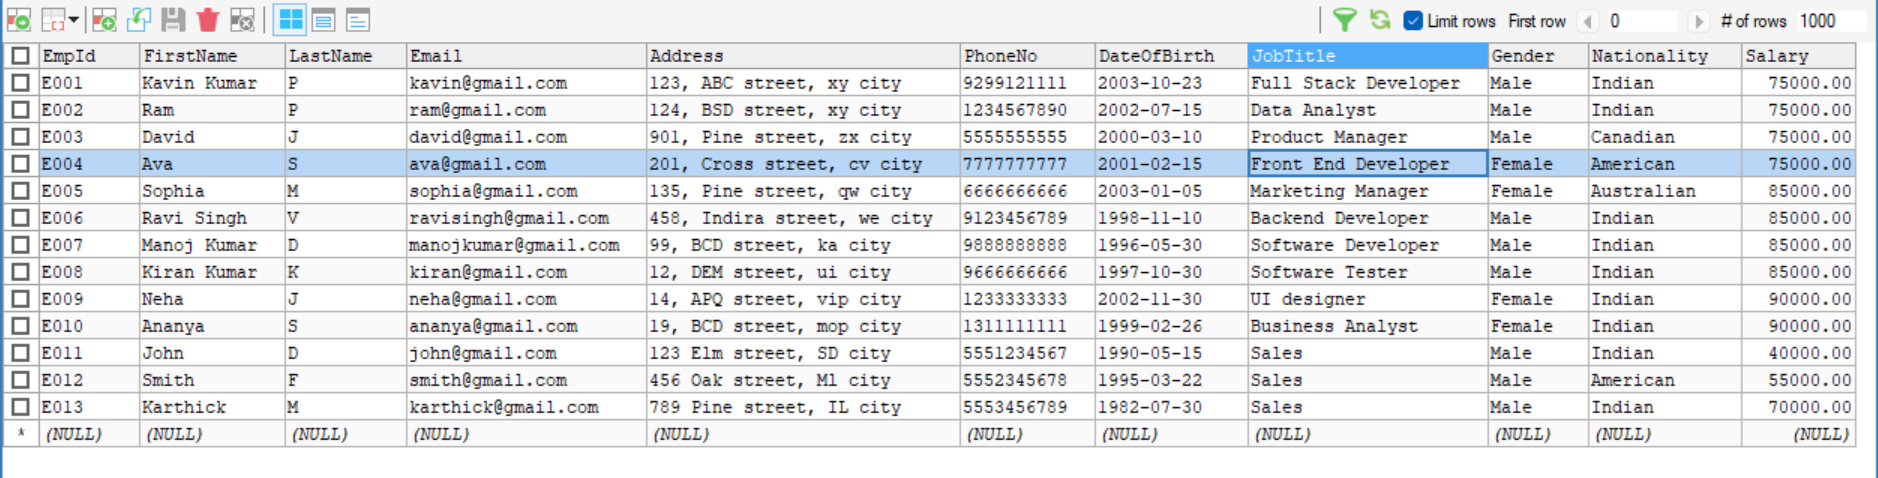 Limit rows First row 0 # of rows 1000
EmpId FirstName LastName Email Address PhoneNo DateOfBirth JobTitle Gender Nationality Salary
E001 Kavin Kumar P kavin@gmail.com 123, ABC street, xy city 9299121111 2003-10-23 Full Stack Developer Male Indian 75000.00
E002 Ram P ram@gmail.com 124, BSD street, xy city 1234567890 2002-07-15 Data Analyst Male Indian 75000.00
E003 David J david@gmail.com 901, Pine street, zx city 5555555555 2000-03-10 Product Manager Male Canadian 75000.00
E004 Ava S ava@gmail.com 201, Cross street, cv city 7777777777 2001-02-15 Front End Developer Female American 75000.00
E005 Sophia M sophia@gmail.com 135, Pine street, qw city 6666666666 2003-01-05 Marketing Manager Female Australian 85000.00
E006 Ravi Singh V ravisingh@gmail.com 458, Indira street, we city 9123456789 1998-11-10 Backend Developer Male Indian 85000.00
E007 Manoj Kumar D manojkumar@gmail.com 99, BCD street, ka city 9888888888 1996-05-30 Software Developer Male Indian 85000.00
E008 Kiran Kumar K kiran@gmail.com 12, DEM street, ui city 9666666666 1997-10-30 Software Tester Male Indian 85000.00
E009 Neha J neha@gmail.com 14, APQ street, vip city 1233333333 2002-11-30 UI designer Female Indian 90000.00
E010 Ananya S ananya@gmail.com 19, BCD street, mop city 1311111111 1999-02-26 Business Analyst Female Indian 90000.00
E011 John D john@gmail.com 123 Elm street, SD city 5551234567 1990-05-15 Sales Male Indian 40000.00
E012 Smith F smith@gmail.com 456 Oak street, Ml city 5552345678 1995-03-22 Sales Male American 55000.00
E013 Karthick M karthick@gmail.com 789 Pine street, IL city 5553456789 1982-07-30 Sales Male Indian 70000.00
* (NULL) (NULL) (NULL) (NULL) (NULL) (NULL) (NULL) (NULL) (NULL) (NULL) (NULL)